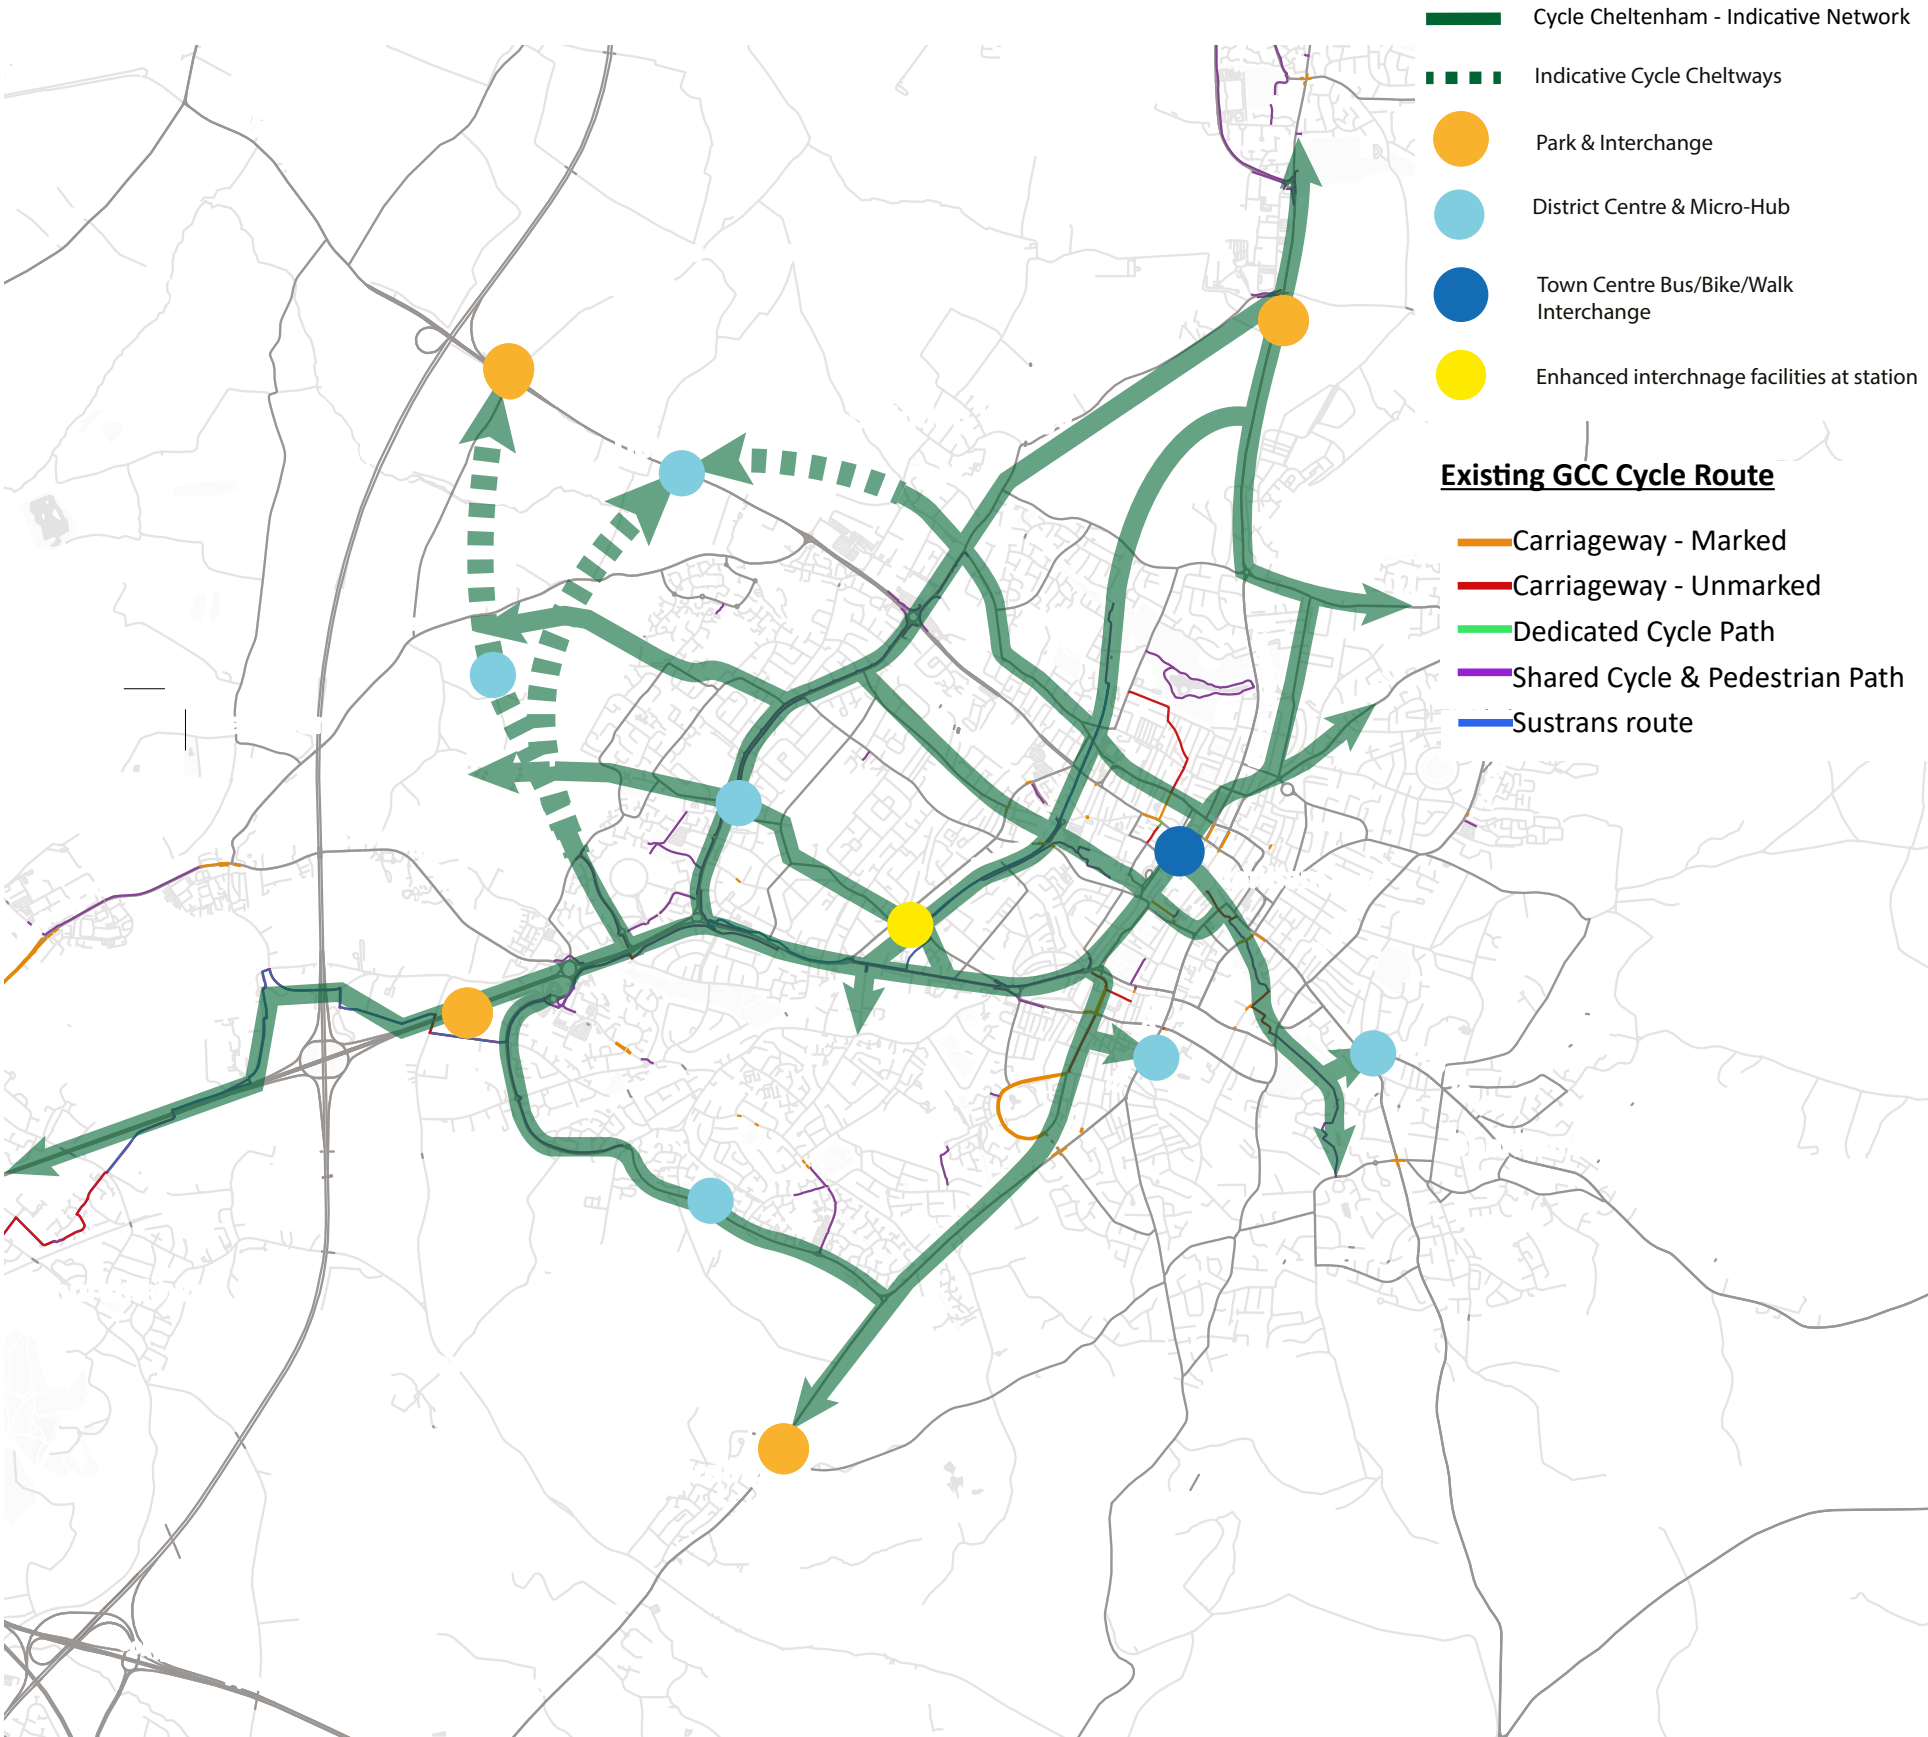 Cycle Cheltenham - Indicative Network
Indicative Cycle Cheltways
Park & Interchange
District Centre & Micro-Hub
Town Centre Bus/Bike/Walk
Interchange
Enhanced interchnage facilities at station
Existing GCC Cycle Route
Carriageway - Marked
Carriageway - Unmarked
Dedicated Cycle Path
Shared Cycle & Pedestrian Path
Sustrans route